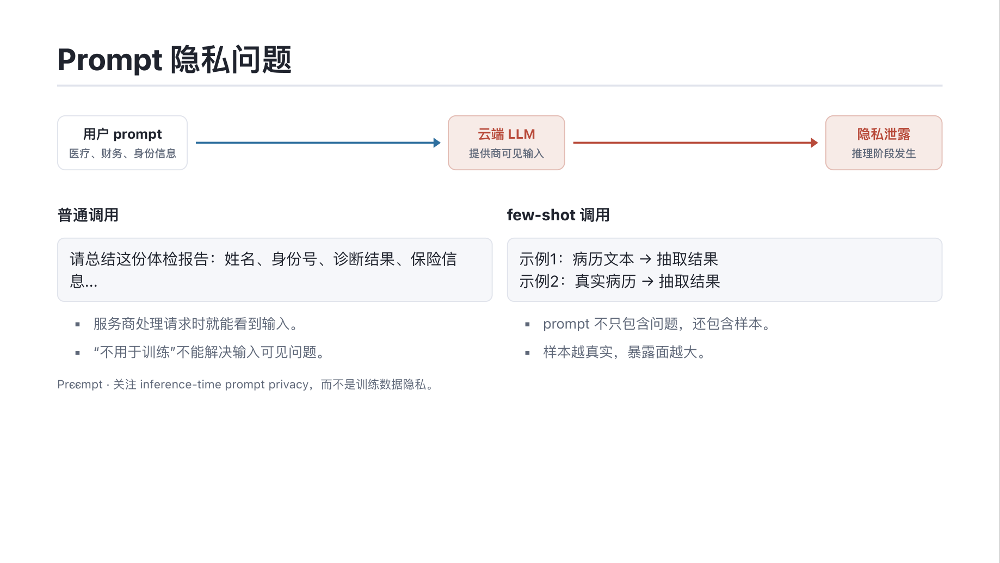 Prompt 隐私问题
用户 prompt
医疗、财务、身份信息
云端 LLM
提供商可见输入
隐私泄露
推理阶段发生
普通调用
请总结这份体检报告：姓名、身份号、诊断结果、保险信
息...
▪ 服务商处理请求时就能看到输入。
▪ “不用于训练”不能解决输入可见问题。
few-shot 调用
示例1：病历文本 → 抽取结果
示例2：真实病历 → 抽取结果
▪ prompt 不只包含问题，还包含样本。
▪ 样本越真实，暴露面越大。
Prϵϵmpt · 关注 inference-time prompt privacy，而不是训练数据隐私。